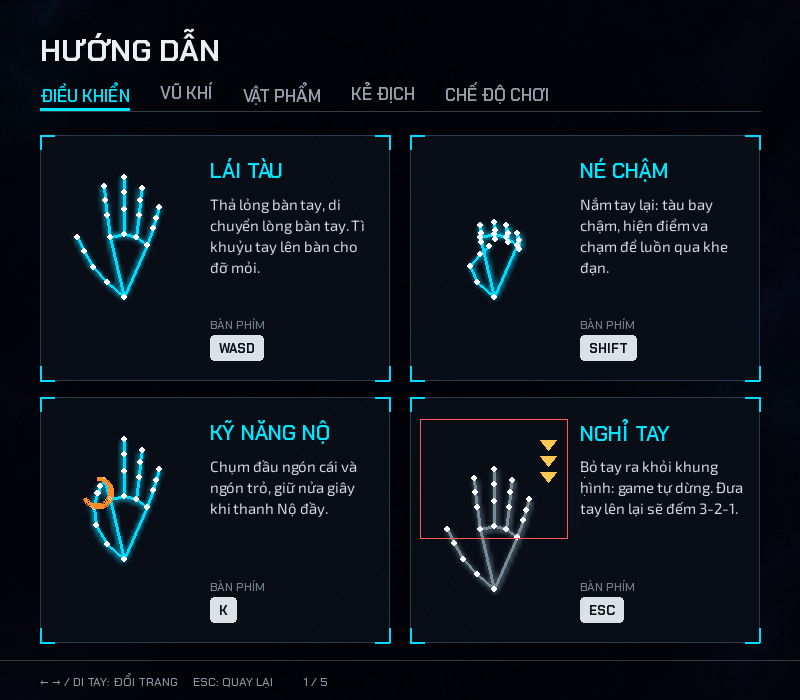 HƯỚNG DẪN
ĐIỀU KHIỂN VŨ KHÍ VẬT PHẨM KẺ ĐỊCH CHẾ ĐỘ CHƠI
LÁI TÀU
Thả lỏng bàn tay, di
chuyển lòng bàn tay. Tì
khuỷu tay lên bàn cho
đỡ mỏi.
BÀN PHÍM
WASD
NÉ CHẬM
Nắm tay lại: tàu bay
chậm, hiện điểm va
chạm để luồn qua khe
đạn.
BÀN PHÍM
SHIFT
KỸ NĂNG NỘ
Chụm đầu ngón cái và
ngón trỏ, giữ nửa giây
khi thanh Nộ đầy.
BÀN PHÍM
K
NGHỈ TAY
Bỏ tay ra khỏi khung
hình: game tự dừng. Đưa
tay lên lại sẽ đếm 3-2-1.
BÀN PHÍM
ESC
← → / DI TAY: ĐỔI TRANG ESC: QUAY LẠI 1 / 5